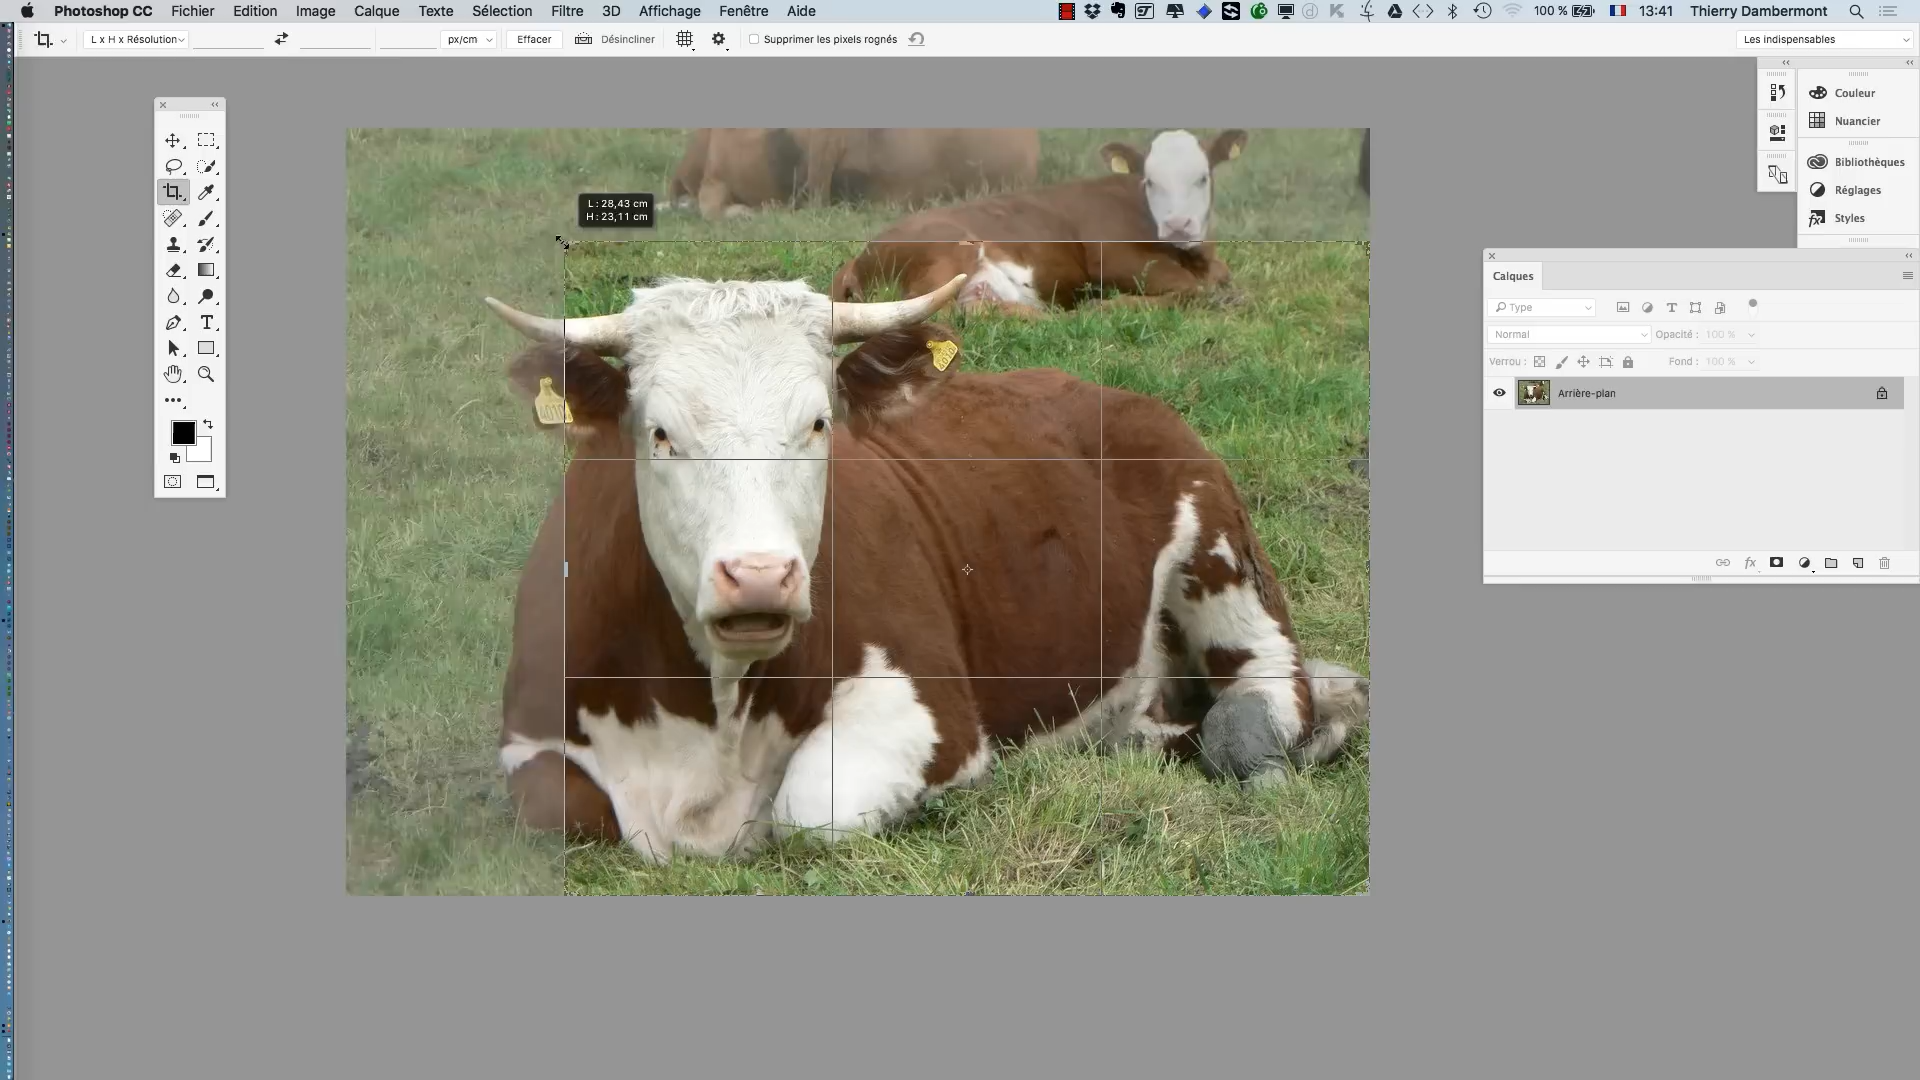 Photoshop CC Fichier Edition Image Calque Texte Sélection Filtre 3D Affichage Fenêtre Aide 100 % 13:41 Thierry Dambermont
L x H x Résolution px/cm Effacer Désincliner Supprimer les pixels rognés Les indispensables
Couleur
Nuancier
Bibliothèques
Réglages
Styles
L : 28,43 cm
H : 23,11 cm
Calques
Type
Normal Opacité : 100 %
Verrou : Fond : 100 %
Arrière-plan